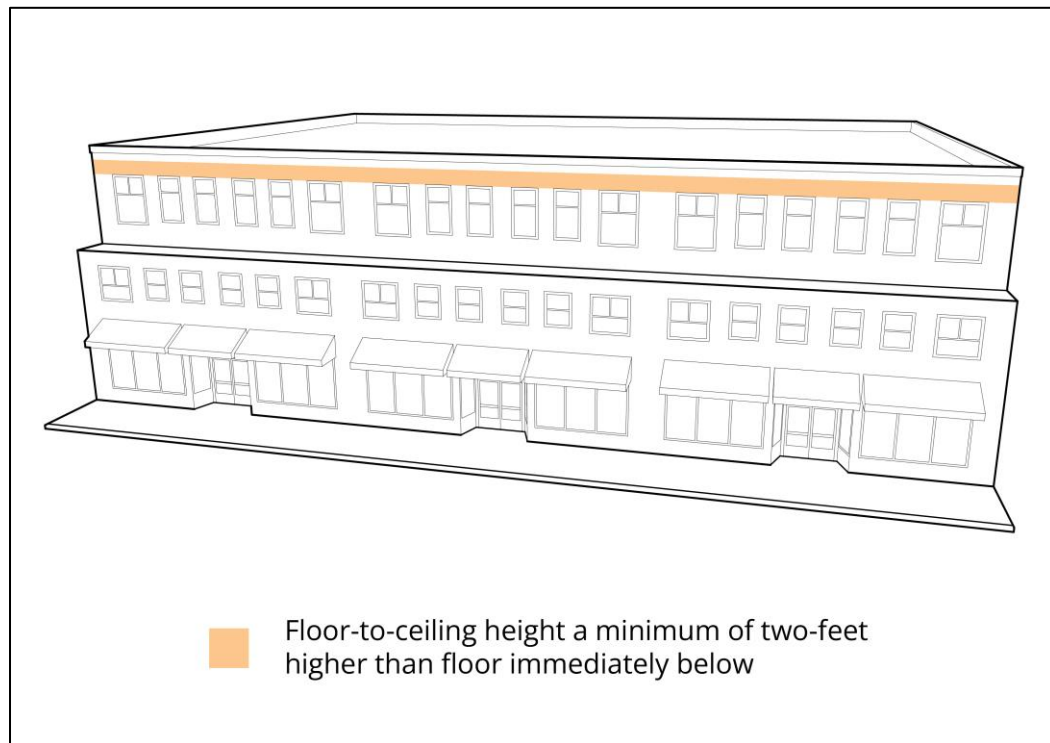 Floor-to-ceiling height a minimum of two-feet
higher than floor immediately below